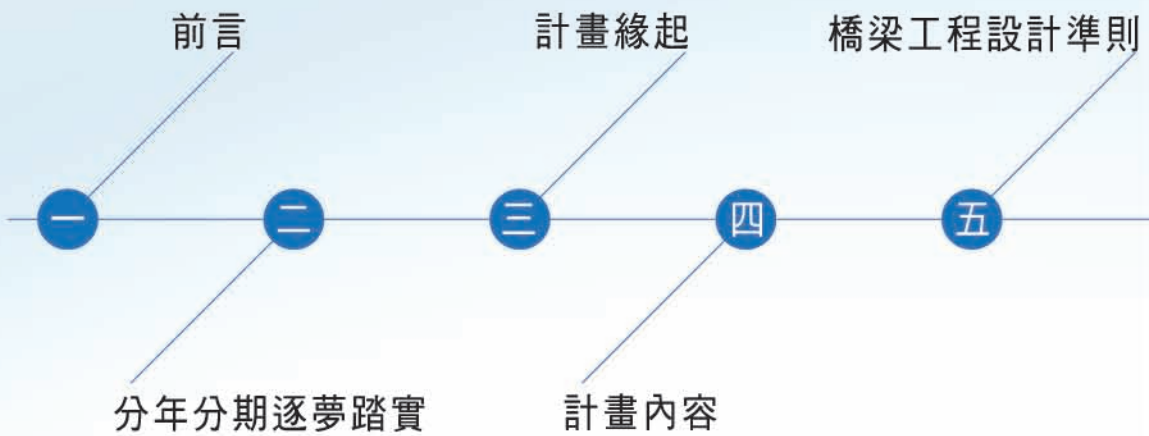 前言
計畫緣起
橋梁工程設計準則
一
二
三
四
五
分年分期逐夢踏實
計畫內容